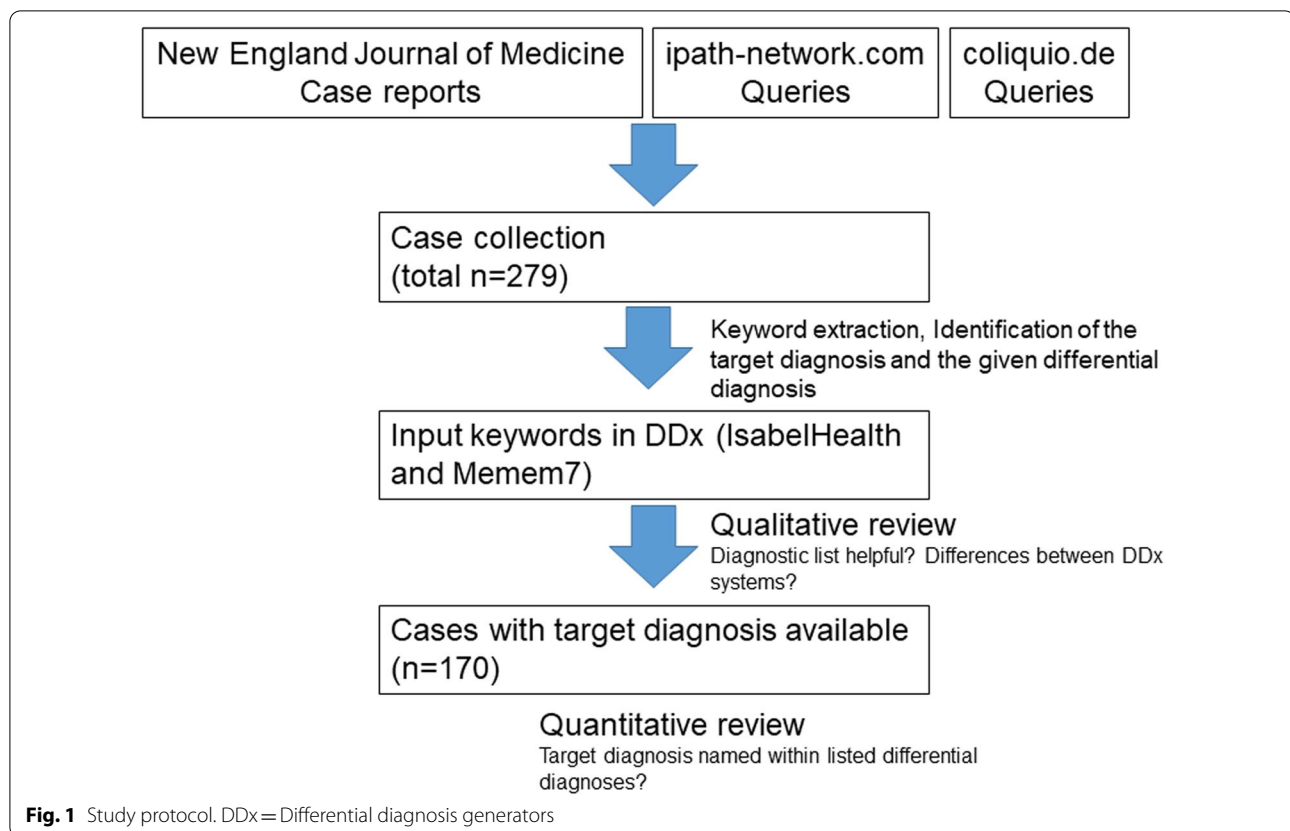 New England Journal of Medicine
Case reports
ipath-network.com
Queries
coliquio.de
Queries
Case collection
(total n=279)
Keyword extraction, Identification of the
target diagnosis and the given differential
diagnosis
Input keywords in DDx (IsabelHealth
and Memem7)
Qualitative review
Diagnostic list helpful? Differences between DDx
systems?
Cases with target diagnosis available
(n=170)
Quantitative review
Target diagnosis named within listed differential
diagnoses?
Fig. 1 Study protocol. DDx = Differential diagnosis generators